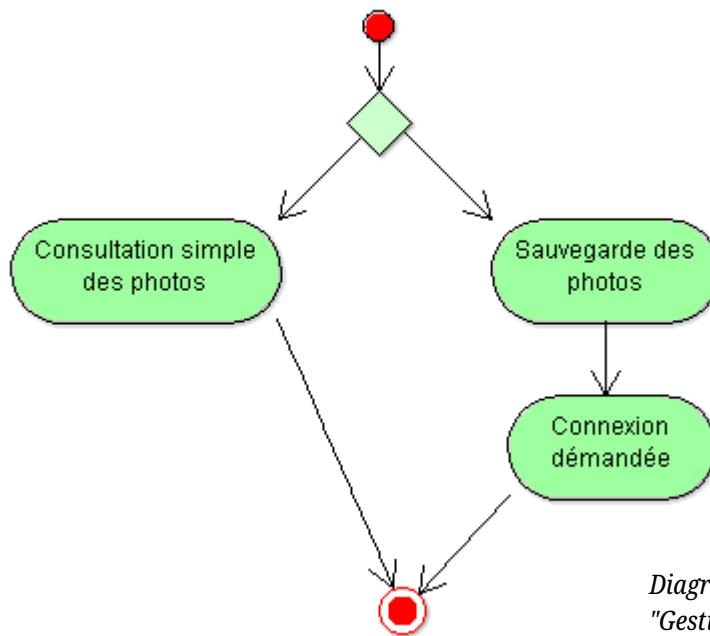 Consultation simple
des photos
Sauvegarde des
photos
Connexion
démandée